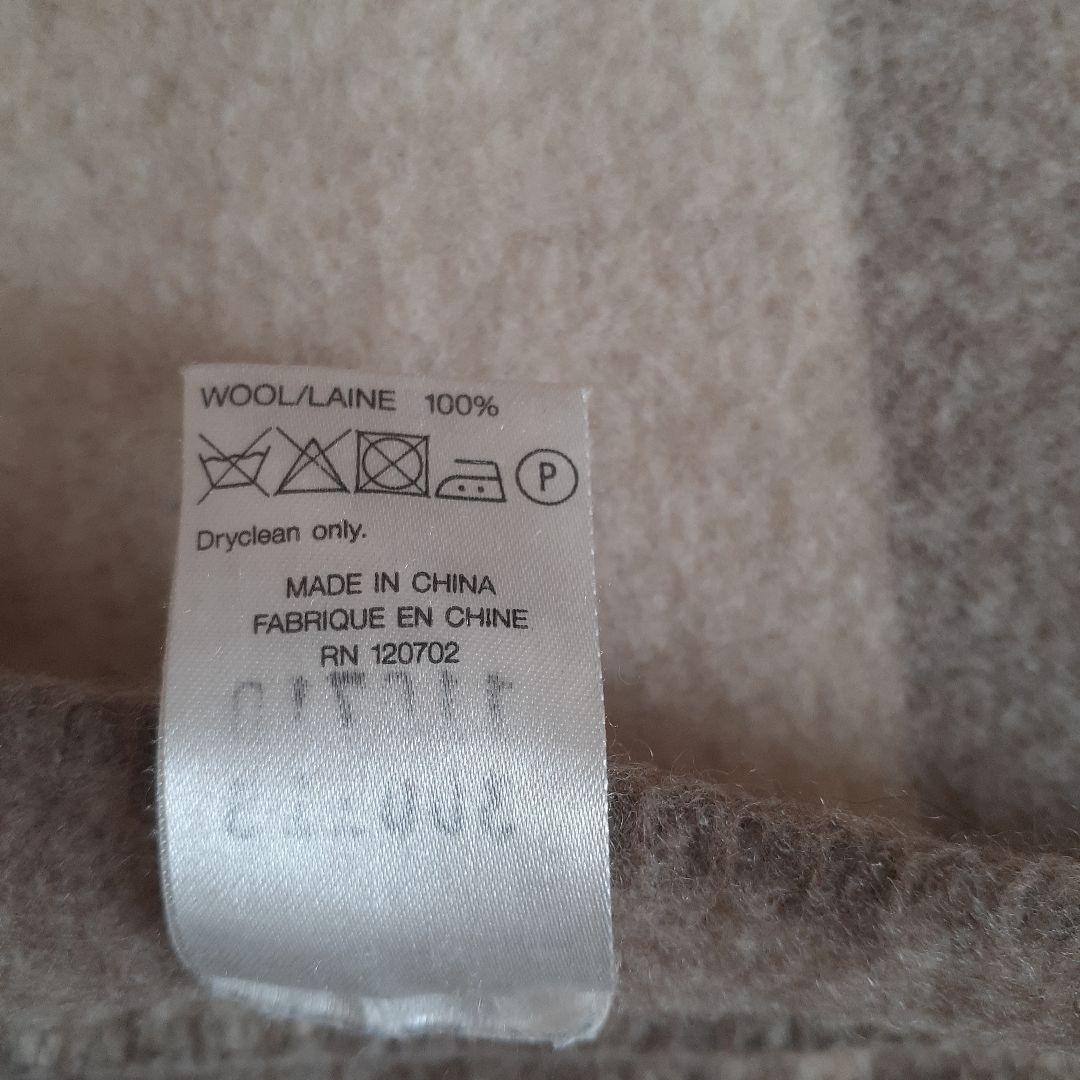 WOOL/LAINE 100%
P
Dryclean only.
MADE IN CHINA
FABRIQUE EN CHINE
RN 120702